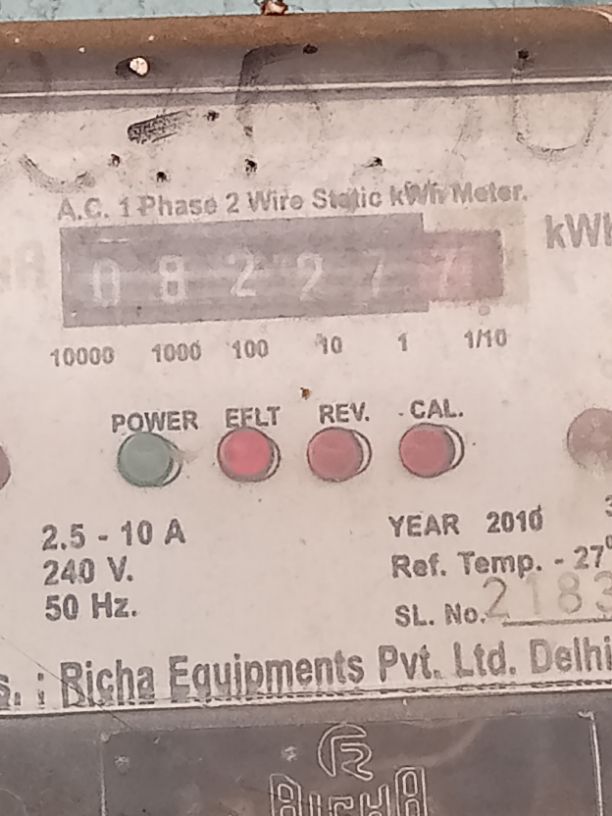 A.C. 1 Phase 2 Wire Static kWh Meter.
kWh
0 8 2 2 7 7
10000 1000 100 10 1 1/10
POWER EFLT REV. CAL.
2.5 - 10 A
240 V.
50 Hz.
YEAR 2010
Ref. Temp. - 27°
SL. No. 2183
s. : Richa Equipments Pvt. Ltd. Delhi
RICHA